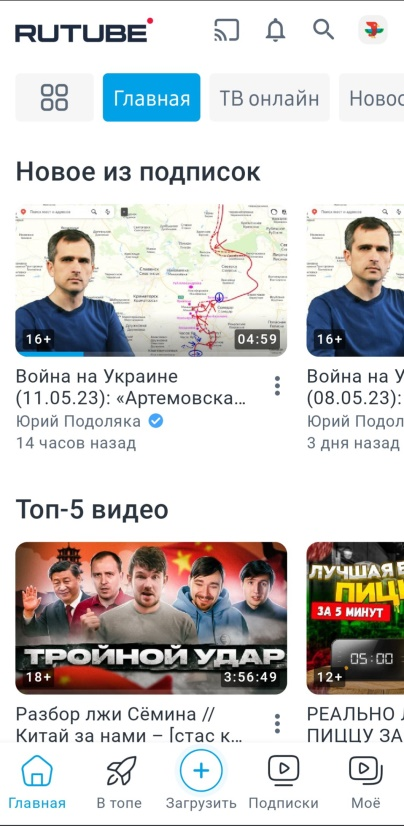 RUTUBE
Главная
ТВ онлайн
Новос
Новое из подписок
16+
04:59
16+
Война на Украине
(11.05.23): «Артемовска…
Юрий Подоляка
14 часов назад
Война на У
(08.05.23):
Юрий Подол
3 дня назад
Топ-5 видео
ТРОЙНОЙ УДАР
18+
3:56:49
ЛУЧШАЯ В
ПИЦ
ЗА 5 МИНУТ
05:00
12+
Разбор лжи Сёмина //
Китай за нами – [стас к…
РЕАЛЬНО Л
ПИЦЦУ ЗА
Главная
В топе
Загрузить
Подписки
Моё